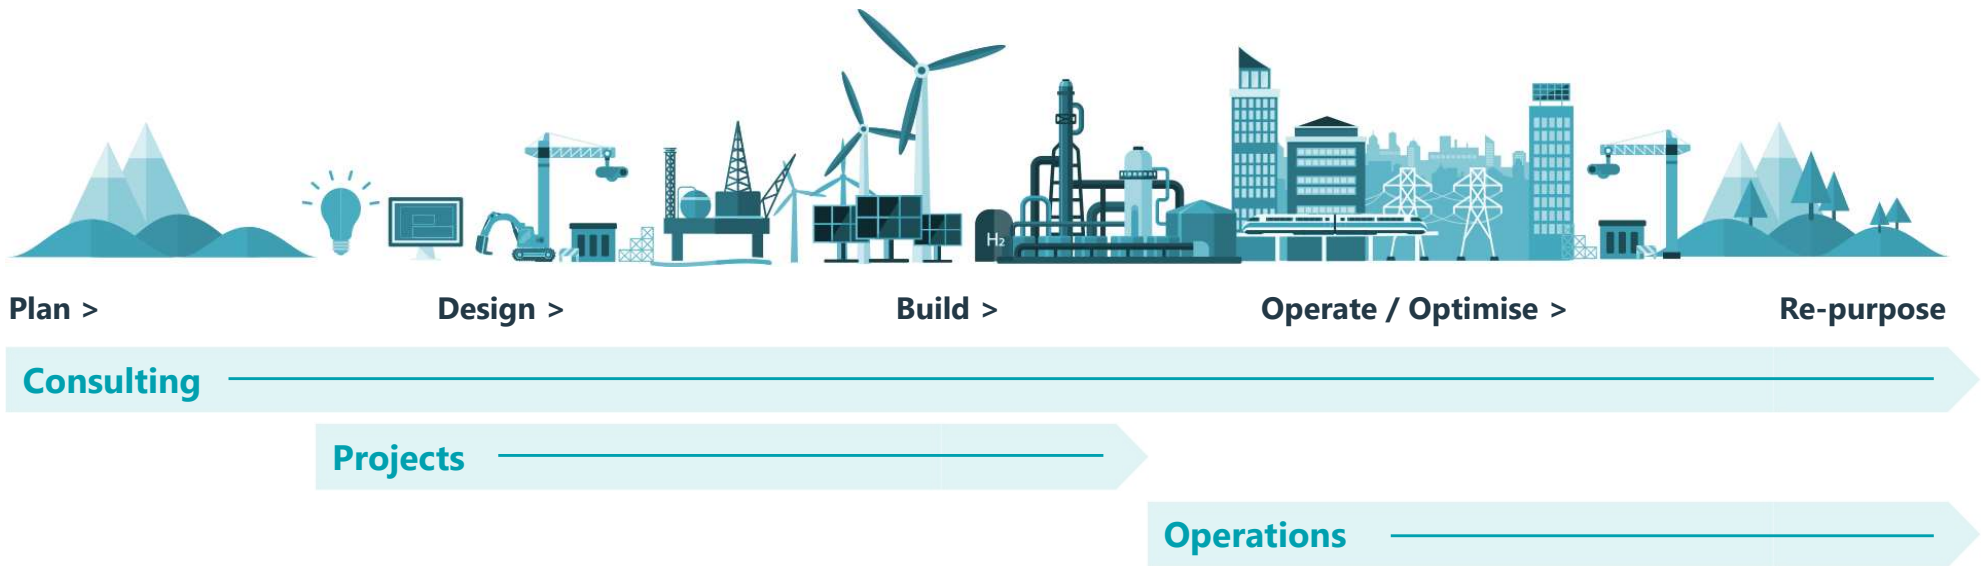 H2
Plan > Design > Build > Operate / Optimise > Re-purpose
Consulting
Projects
Operations